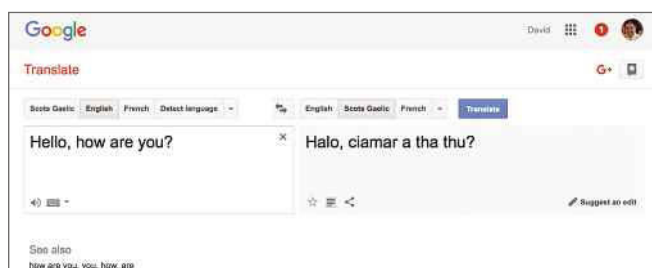 Google
David
1
Translate
G+
Scots Gaelic English French Detect language
English Scots Gaelic French Translate
Hello, how are you?
Halo, ciamar a tha thu?
Suggest an edit
See also
how are you, you, how, are